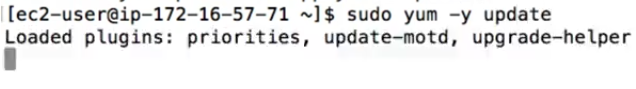 [ec2-user@ip-172-16-57-71 ~]$ sudo yum -y update
Loaded plugins: priorities, update-motd, upgrade-helper